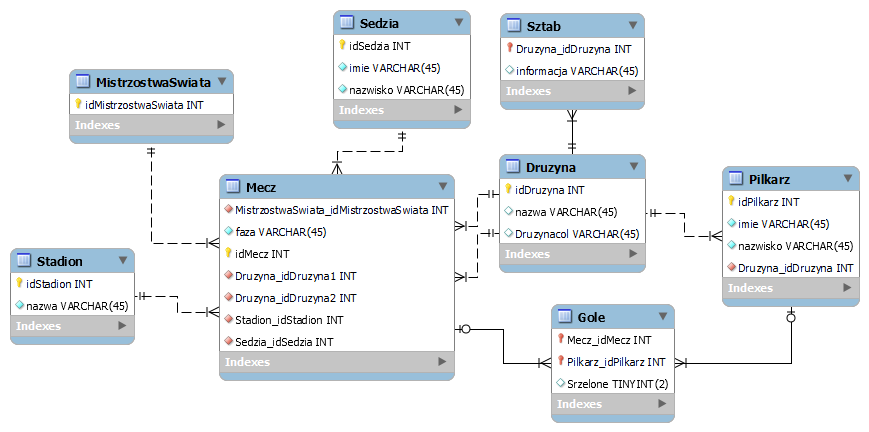 Sedzia
idSedzia INT
imie VARCHAR(45)
nazwisko VARCHAR(45)
Indexes
Sztab
Druzyna_idDruzyna INT
informacja VARCHAR(45)
Indexes
MistrzostwaSwiata
idMistrzostwaSwiata INT
Indexes
Mecz
MistrzostwaSwiata_idMistrzostwaSwiata INT
faza VARCHAR(45)
idMecz INT
Druzyna_idDruzyna1 INT
Druzyna_idDruzyna2 INT
Stadion_idStadion INT
Sedzia_idSedzia INT
Indexes
Druzyna
idDruzyna INT
nazwa VARCHAR(45)
Druzynacol VARCHAR(45)
Indexes
Pilkarz
idPilkarz INT
imie VARCHAR(45)
nazwisko VARCHAR(45)
Druzyna_idDruzyna INT
Indexes
Stadion
idStadion INT
nazwa VARCHAR(45)
Indexes
Gole
Mecz_idMecz INT
Pilkarz_idPilkarz INT
Srzelone TINYINT(2)
Indexes